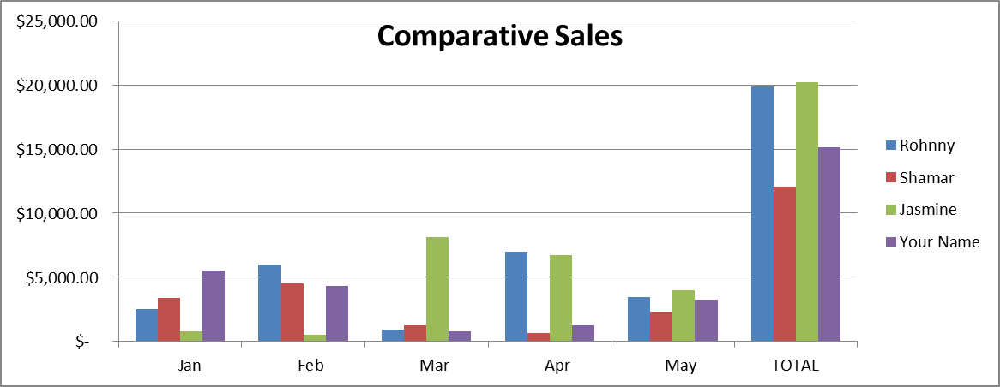 Comparative Sales
$25,000.00
$20,000.00
$15,000.00
$10,000.00
$5,000.00
$-
Jan Feb Mar Apr May TOTAL
Rohnny
Shamar
Jasmine
Your Name